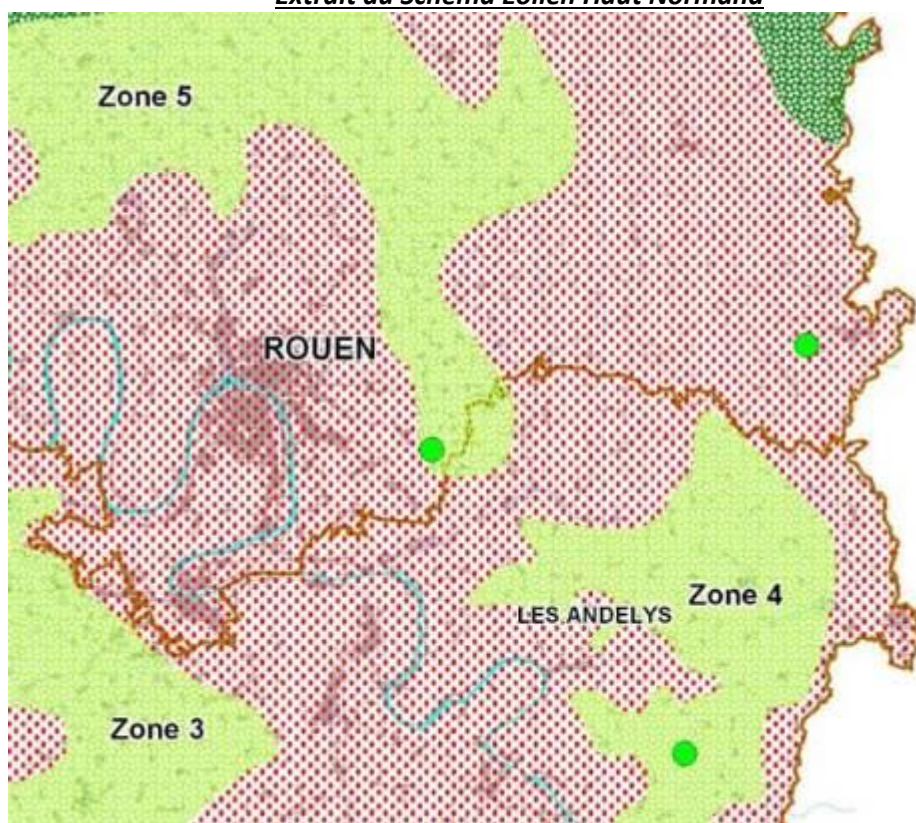 Extrait du Schéma Eolien Haut Normand
Zone 5
ROUEN
Zone 4
LES ANDELYS
Zone 3